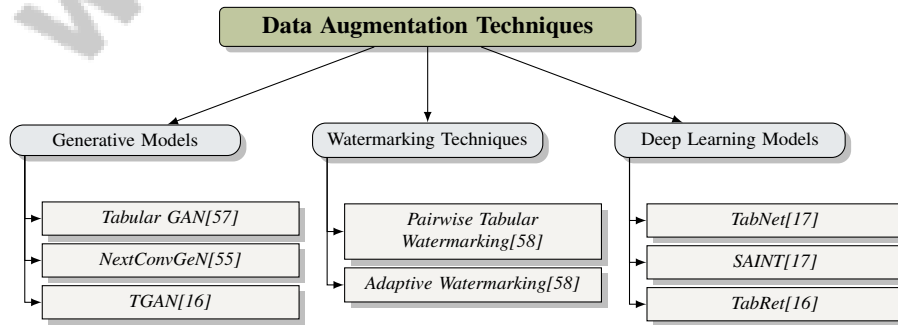 Data Augmentation Techniques
Generative Models
Watermarking Techniques
Deep Learning Models
Tabular GAN[57]
NextConvGeN[55]
TGAN[16]
Pairwise Tabular
Watermarking[58]
Adaptive Watermarking[58]
TabNet[17]
SAINT[17]
TabRet[16]